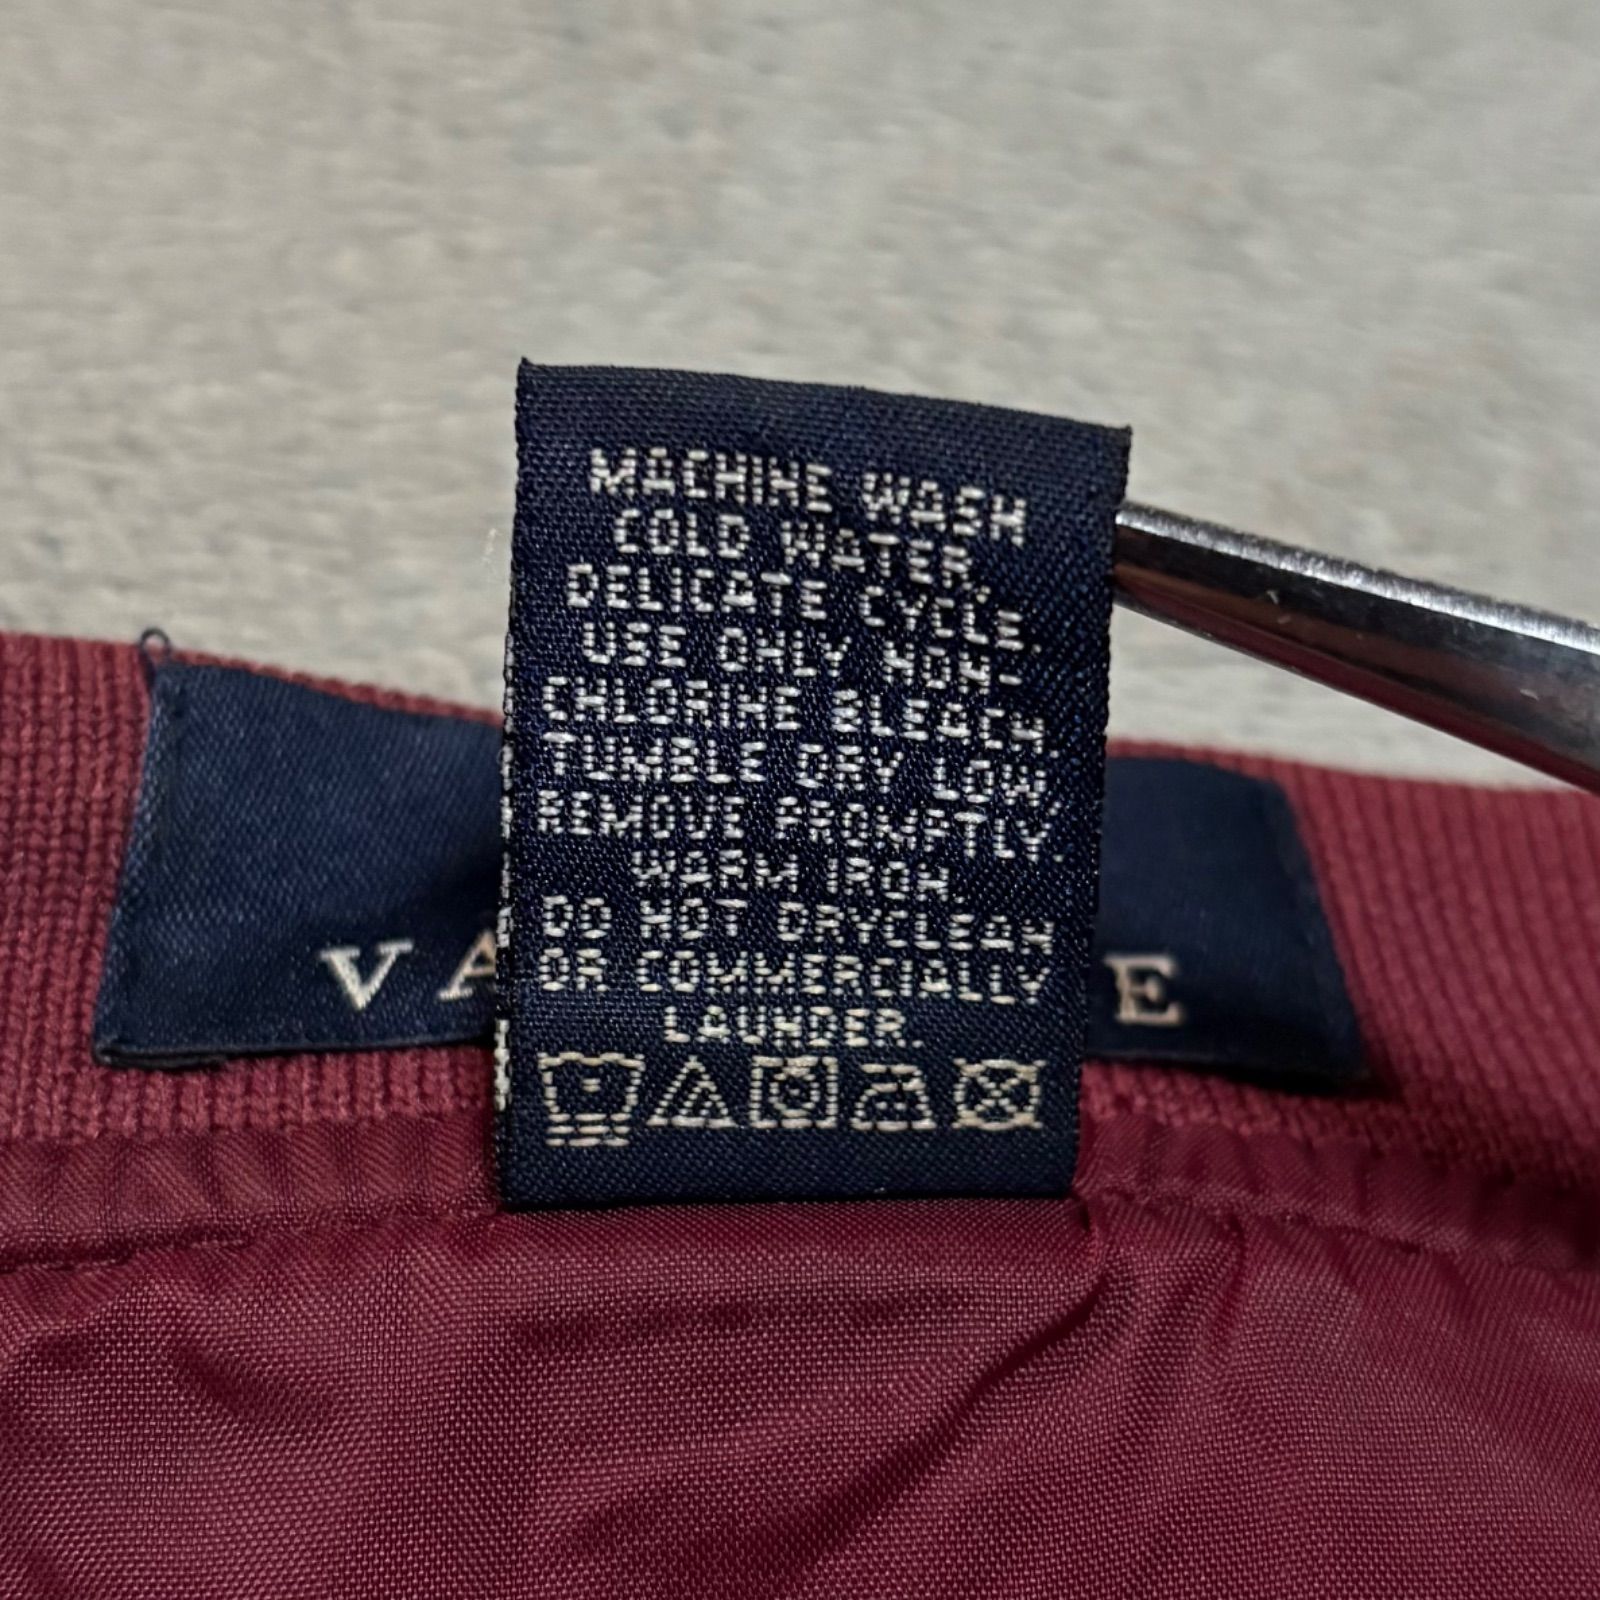 MACHINE WASH
COLD WATER,
DELICATE CYCLE.
USE ONLY NON-
CHLORINE BLEACH.
TUMBLE DRY LOW,
REMOVE PROMPTLY.
WARM IRON.
DO NOT DRYCLEAN
OR COMMERCIALLY
LAUNDER.
VA E